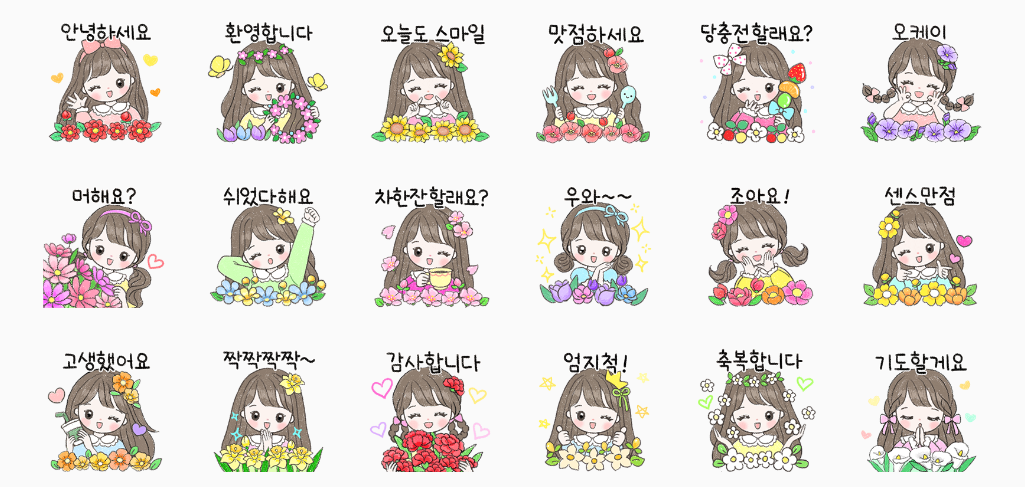 안녕하세요
환영합니다
오늘도 스마일
맛점하세요
당충전할래요?
오케이
머해요?
쉬었다해요
차한잔할래요?
우와~~
조아요!
센스만점
고생했어요
짝짝짝짝~
감사합니다
엄지척!
축복합니다
기도할게요